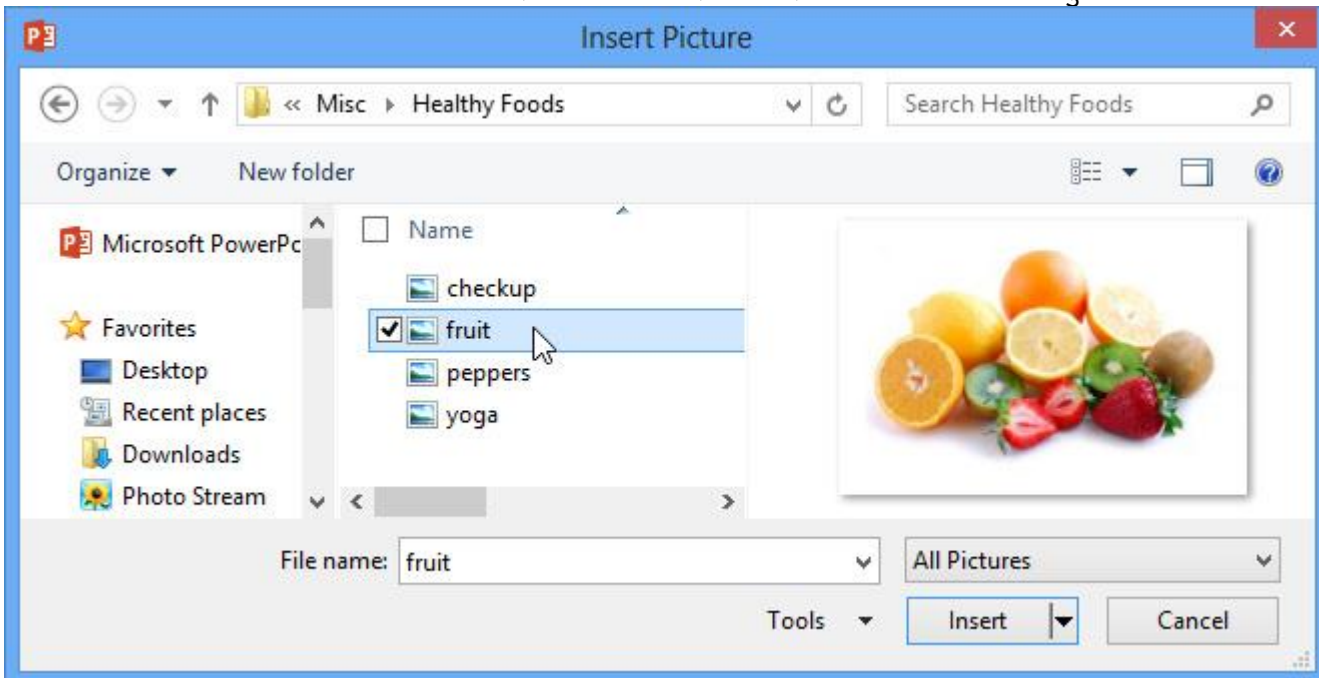 Insert Picture
« Misc Healthy Foods
Search Healthy Foods
Organize
New folder
Microsoft PowerPo
Name
checkup
Favorites
fruit
Desktop
peppers
Recent places
yoga
Downloads
Photo Stream
File name: fruit
All Pictures
Tools
Insert
Cancel